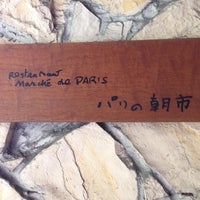 restaurant
Marché de PARIS
パリの朝市